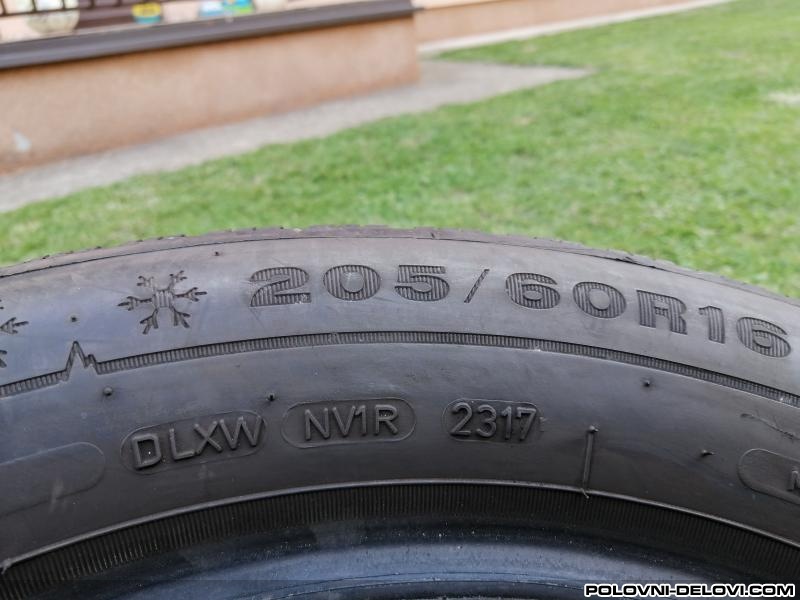 205/60R16
DLXW NV1R 2317
POLOVNI-DELOVI.COM